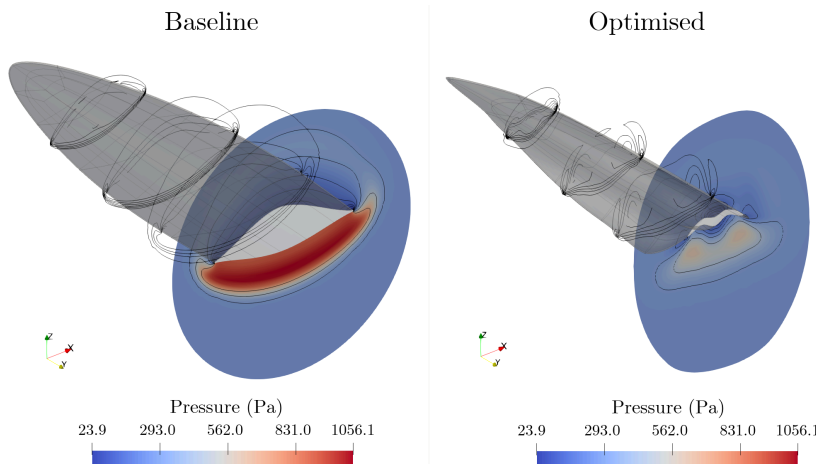 Baseline
Optimised
Z
X
Y
Z
X
Y
Pressure (Pa)
23.9 293.0 562.0 831.0 1056.1
Pressure (Pa)
23.9 293.0 562.0 831.0 1056.1